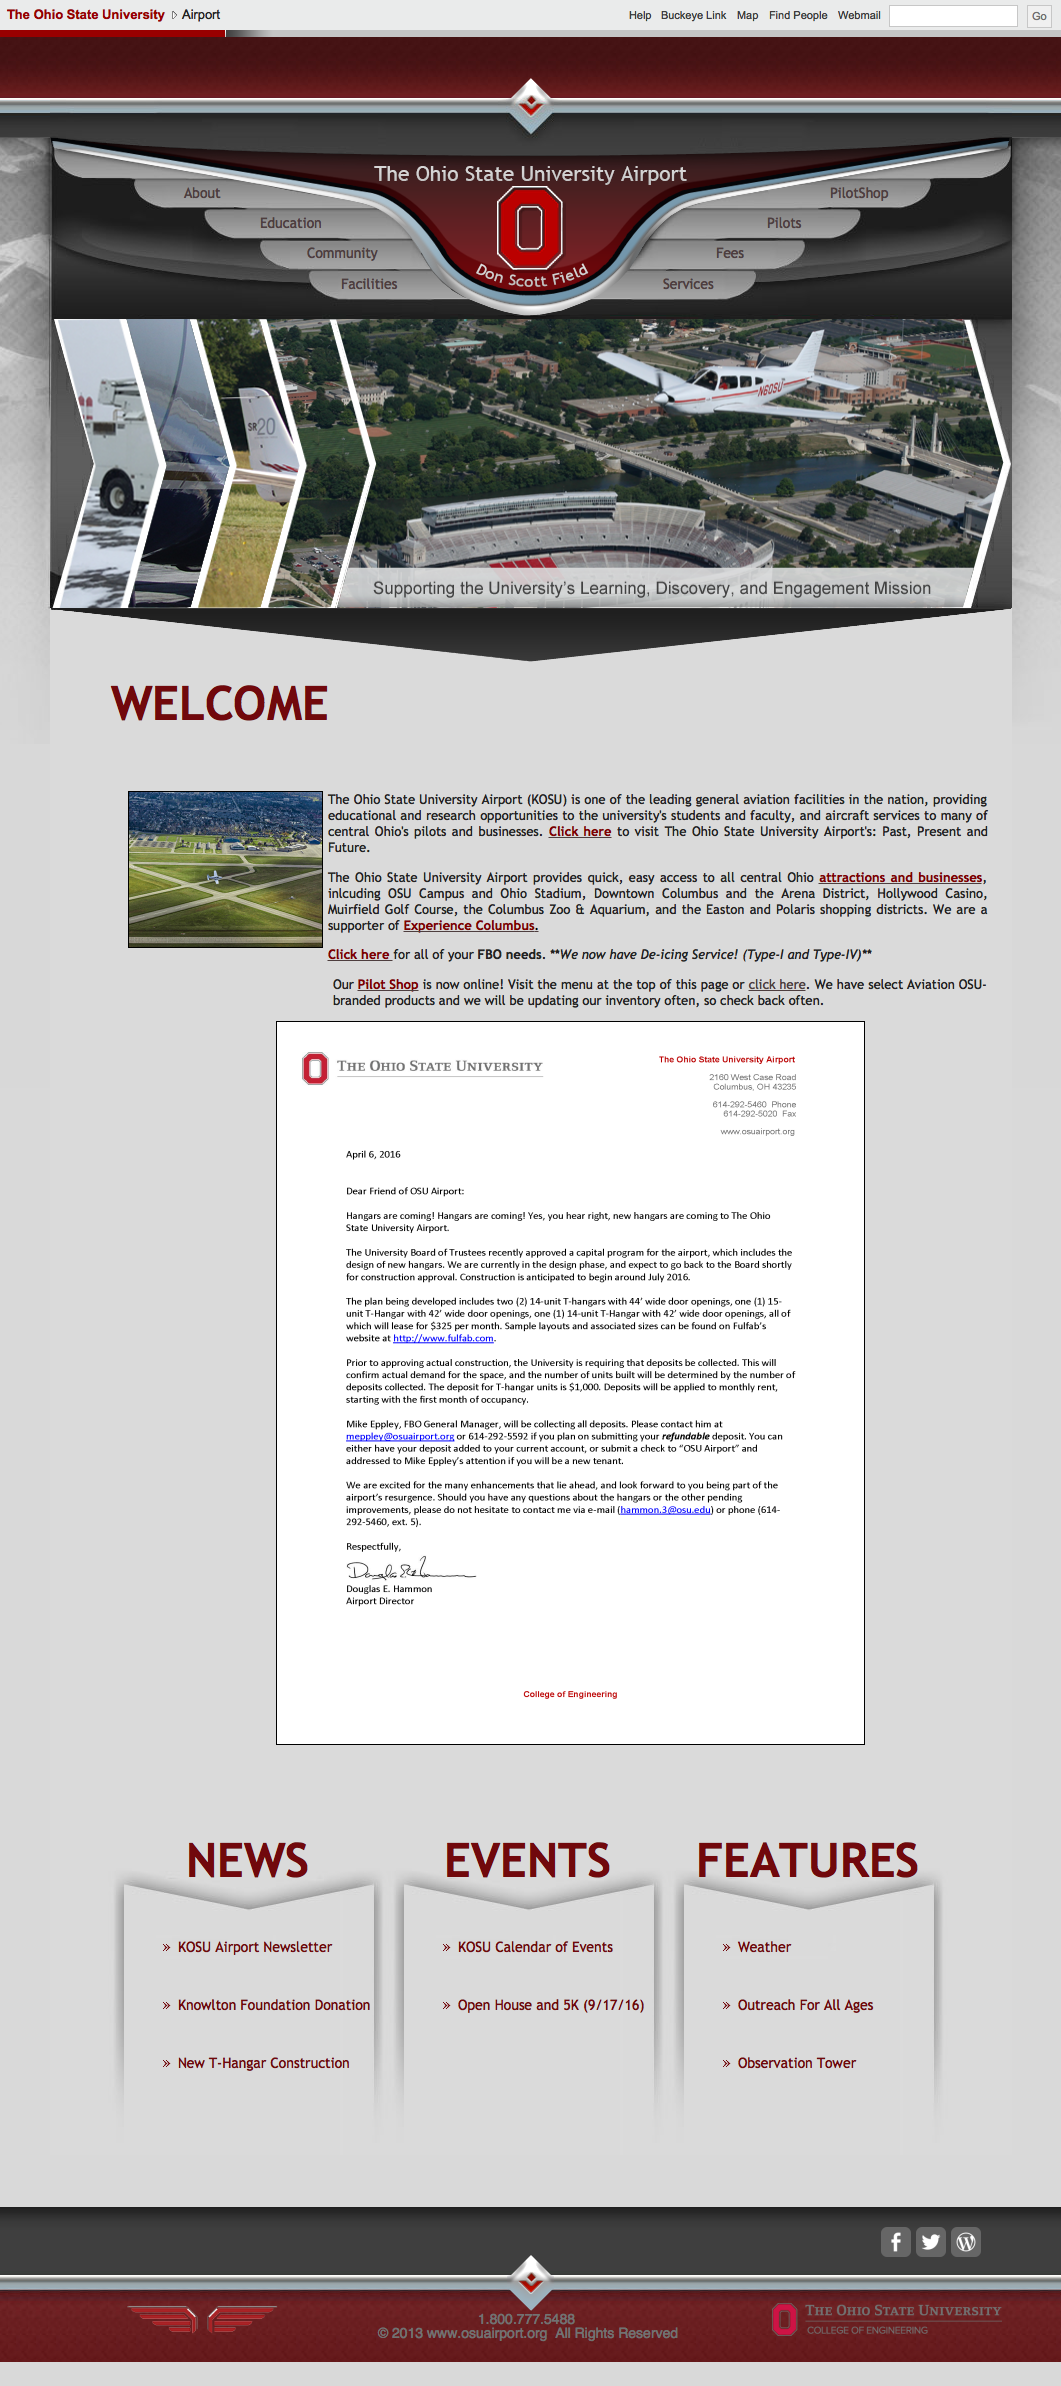 The Ohio State University Airport
Help Buckeye Link Map Find People Webmail Go
The Ohio State University Airport
Don Scott Field
About
Education
Community
Facilities
PilotShop
Pilots
Fees
Services
SR20
N60SU
Supporting the University's Learning, Discovery, and Engagement Mission
WELCOME
The Ohio State University Airport (KOSU) is one of the leading general aviation facilities in the nation, providing
educational and research opportunities to the university's students and faculty, and aircraft services to many of
central Ohio's pilots and businesses. Click here to visit The Ohio State University Airport's: Past, Present and
Future.
The Ohio State University Airport provides quick, easy access to all central Ohio attractions and businesses,
inlcuding OSU Campus and Ohio Stadium, Downtown Columbus and the Arena District, Hollywood Casino,
Muirfield Golf Course, the Columbus Zoo & Aquarium, and the Easton and Polaris shopping districts. We are a
supporter of Experience Columbus.
Click here for all of your FBO needs. **We now have De-icing Service! (Type-I and Type-IV)**
Our Pilot Shop is now online! Visit the menu at the top of this page or click here. We have select Aviation OSU-
branded products and we will be updating our inventory often, so check back often.
THE OHIO STATE UNIVERSITY
The Ohio State University Airport
2160 West Case Road
Columbus, OH 43235
614-292-5460 Phone
614-292-5020 Fax
www.osuairport.org
April 6, 2016
Dear Friend of OSU Airport:
Hangars are coming! Hangars are coming! Yes, you hear right, new hangars are coming to The Ohio
State University Airport.
The University Board of Trustees recently approved a capital program for the airport, which includes the
design of new hangars. We are currently in the design phase, and expect to go back to the Board shortly
for construction approval. Construction is anticipated to begin around July 2016.
The plan being developed includes two (2) 14-unit T-hangars with 44' wide door openings, one (1) 15-
unit T-Hangar with 42' wide door openings, one (1) 14-unit T-Hangar with 42' wide door openings, all of
which will lease for $325 per month. Sample layouts and associated sizes can be found on Fulfab's
website at http://www.fulfab.com.
Prior to approving actual construction, the University is requiring that deposits be collected. This will
confirm actual demand for the space, and the number of units built will be determined by the number of
deposits collected. The deposit for T-hangar units is $1,000. Deposits will be applied to monthly rent,
starting with the first month of occupancy.
Mike Eppley, FBO General Manager, will be collecting all deposits. Please contact him at
meppley@osuairport.org or 614-292-5592 if you plan on submitting your refundable deposit. You can
either have your deposit added to your current account, or submit a check to "OSU Airport" and
addressed to Mike Eppley's attention if you will be a new tenant.
We are excited for the many enhancements that lie ahead, and look forward to you being part of the
airport's resurgence. Should you have any questions about the hangars or the other pending
improvements, please do not hesitate to contact me via e-mail (hammon.3@osu.edu) or phone (614-
292-5460, ext. 5).
Respectfully,
Douglas E. Hammon
Airport Director
College of Engineering
NEWS
» KOSU Airport Newsletter
» Knowlton Foundation Donation
» New T-Hangar Construction
EVENTS
» KOSU Calendar of Events
» Open House and 5K (9/17/16)
FEATURES
» Weather
» Outreach For All Ages
» Observation Tower
1.800.777.5488
© 2013 www.osuairport.org All Rights Reserved
THE OHIO STATE UNIVERSITY
COLLEGE OF ENGINEERING